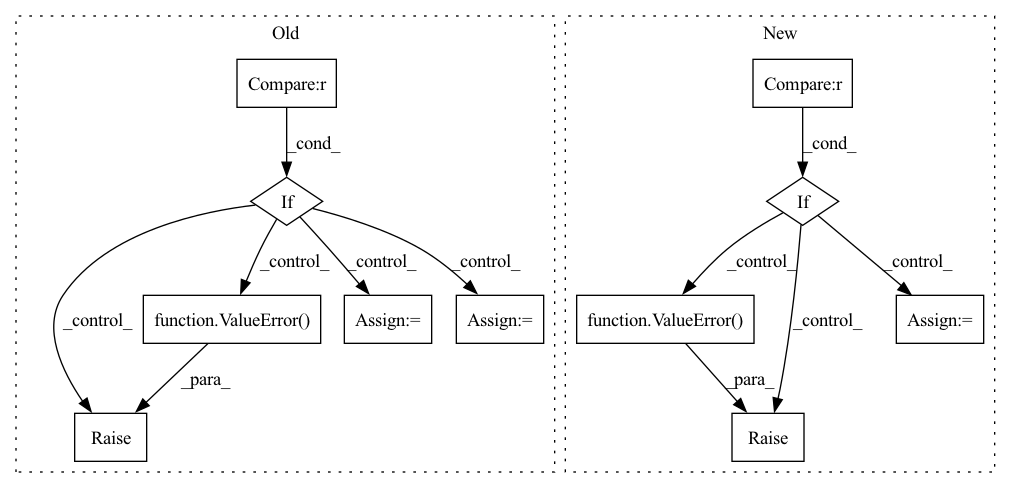 Old
New
Compare:r
Compare:r
_cond_
_cond_
If
If
_control_
_control_
_control_
_control_
_control_
_control_
_control_
function.ValueError()
Assign:=
Assign:=
function.ValueError()
Assign:=
_para_
_para_
Raise
Raise